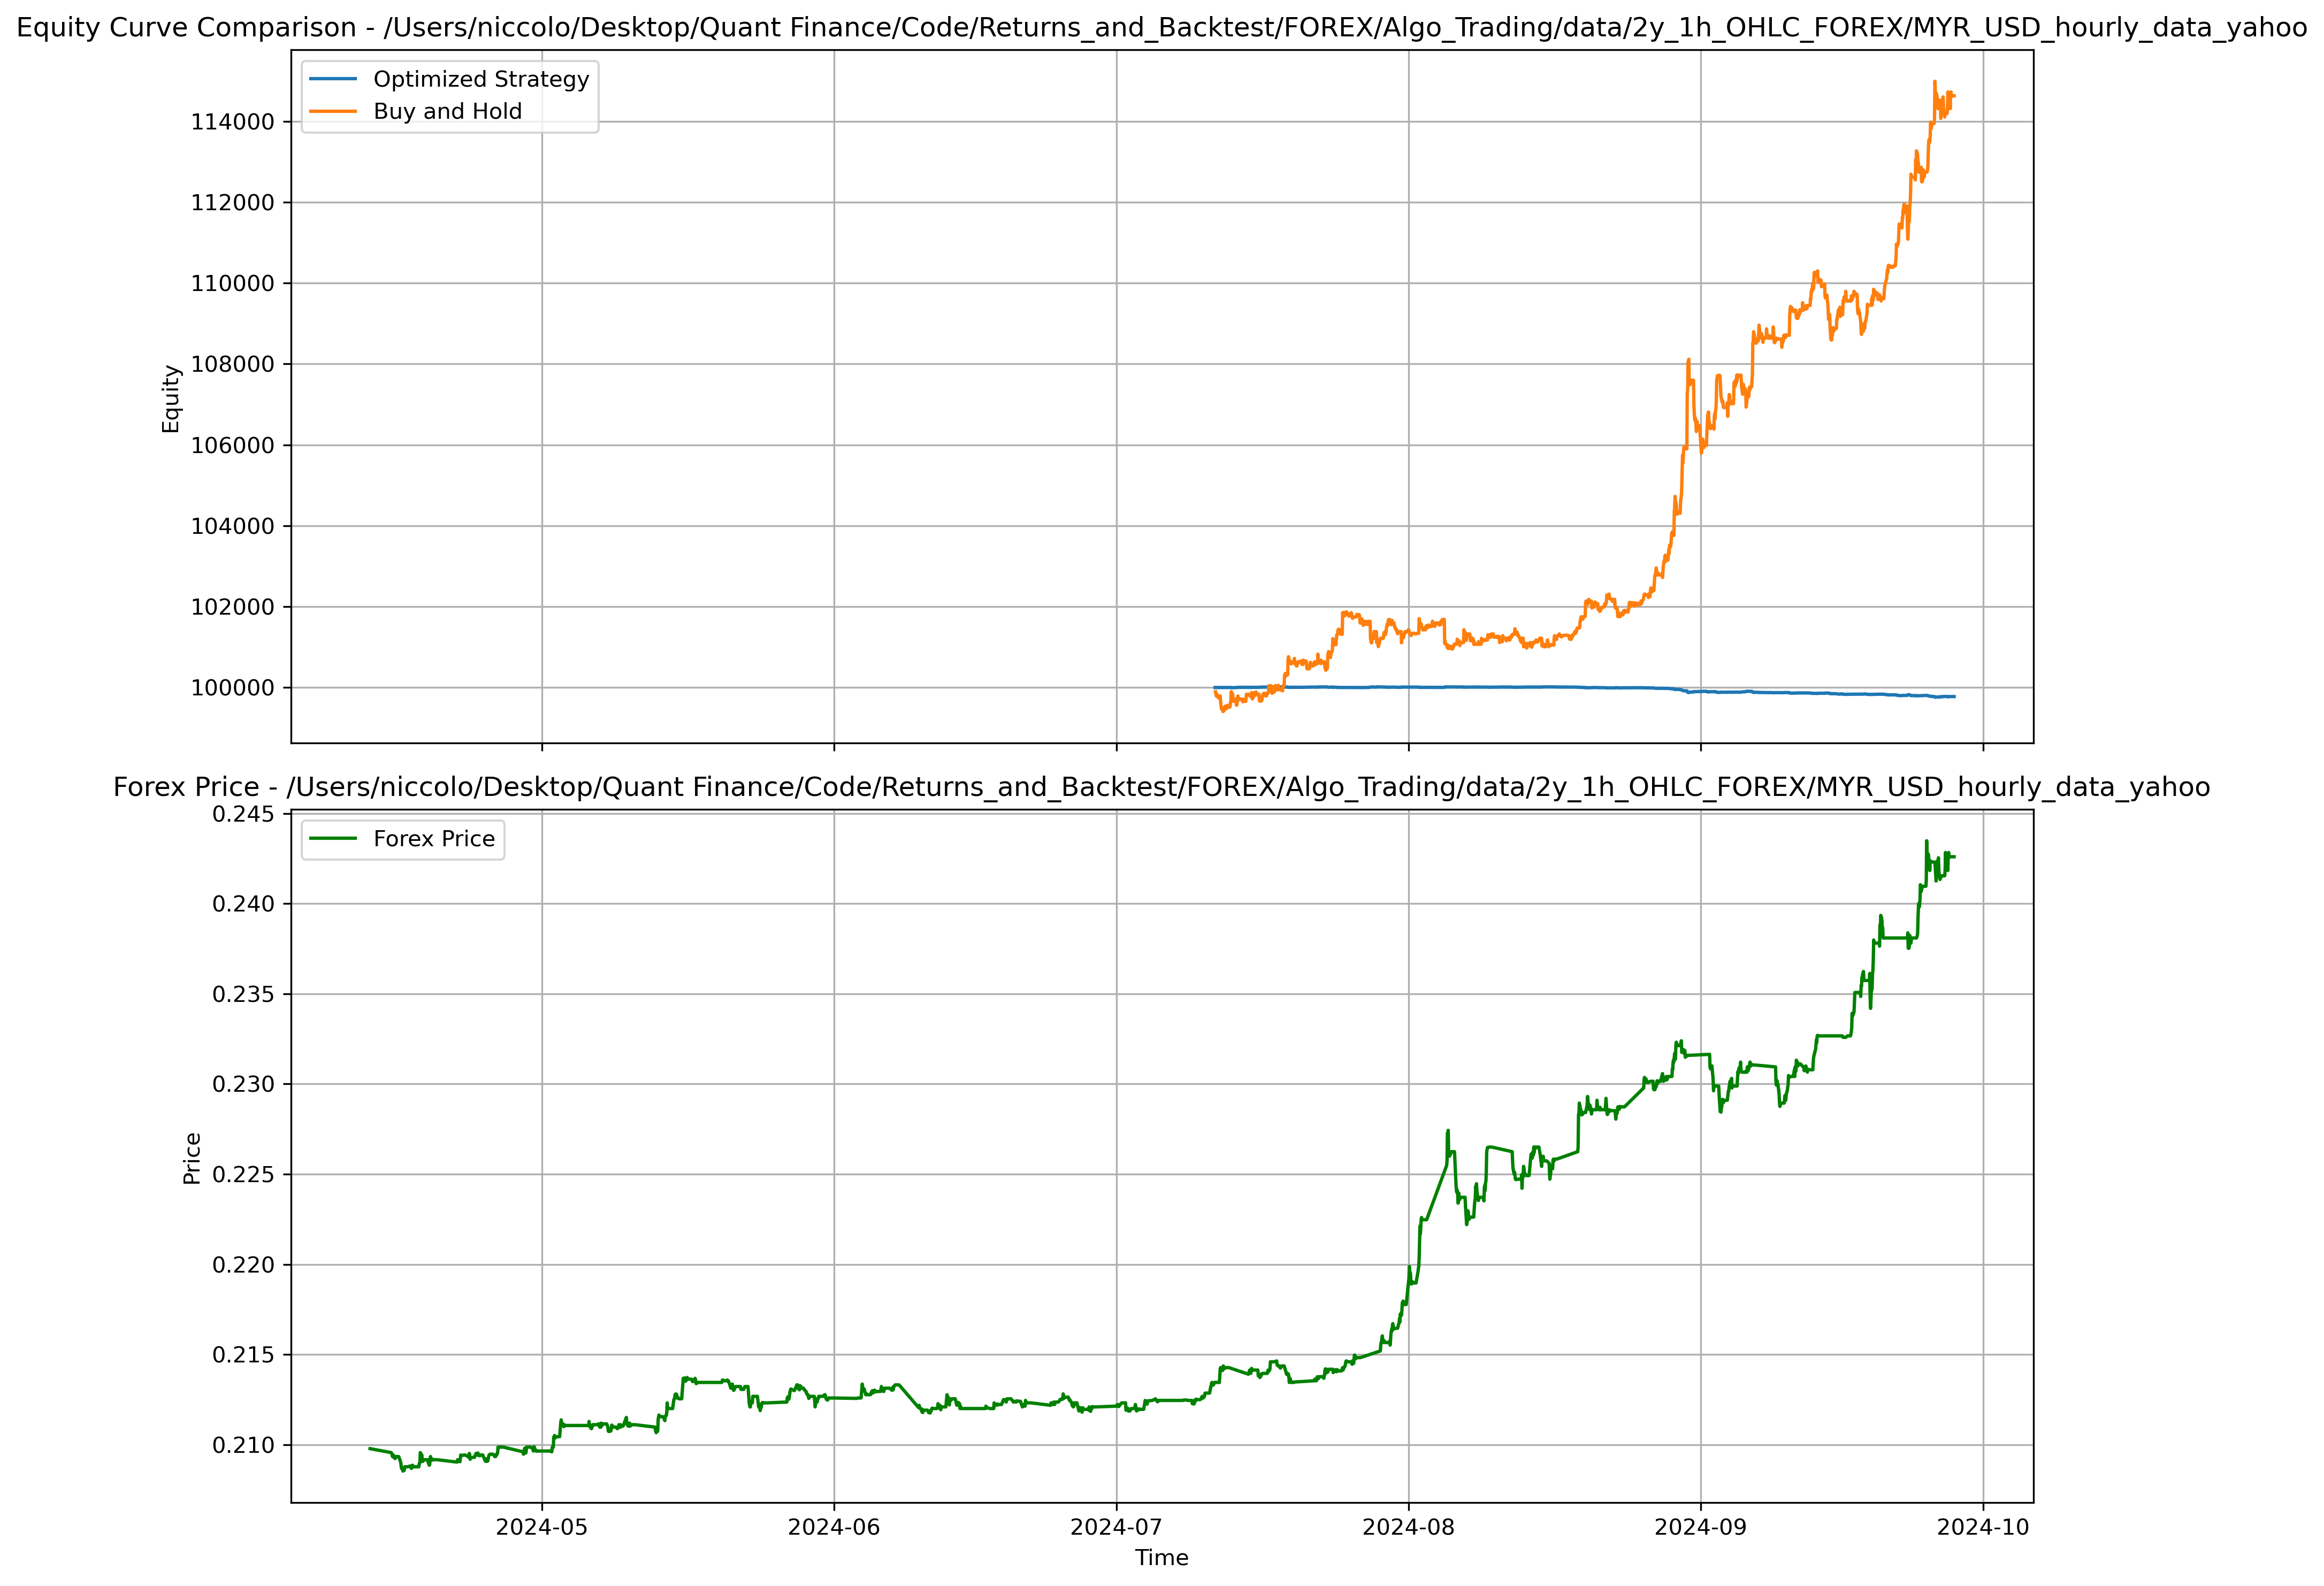 Equity Curve Comparison - /Users/niccolo/Desktop/Quant Finance/Code/Returns_and_Backtest/FOREX/Algo_Trading/data/2y_1h_OHLC_FOREX/MYR_USD_hourly_data_yahoo
Optimized Strategy
Buy and Hold
114000
112000
110000
108000
106000
104000
102000
100000
Equity
Forex Price - /Users/niccolo/Desktop/Quant Finance/Code/Returns_and_Backtest/FOREX/Algo_Trading/data/2y_1h_OHLC_FOREX/MYR_USD_hourly_data_yahoo
Forex Price
0.245
0.240
0.235
0.230
0.225
0.220
0.215
0.210
Price
2024-05 2024-06 2024-07 2024-08 2024-09 2024-10
Time